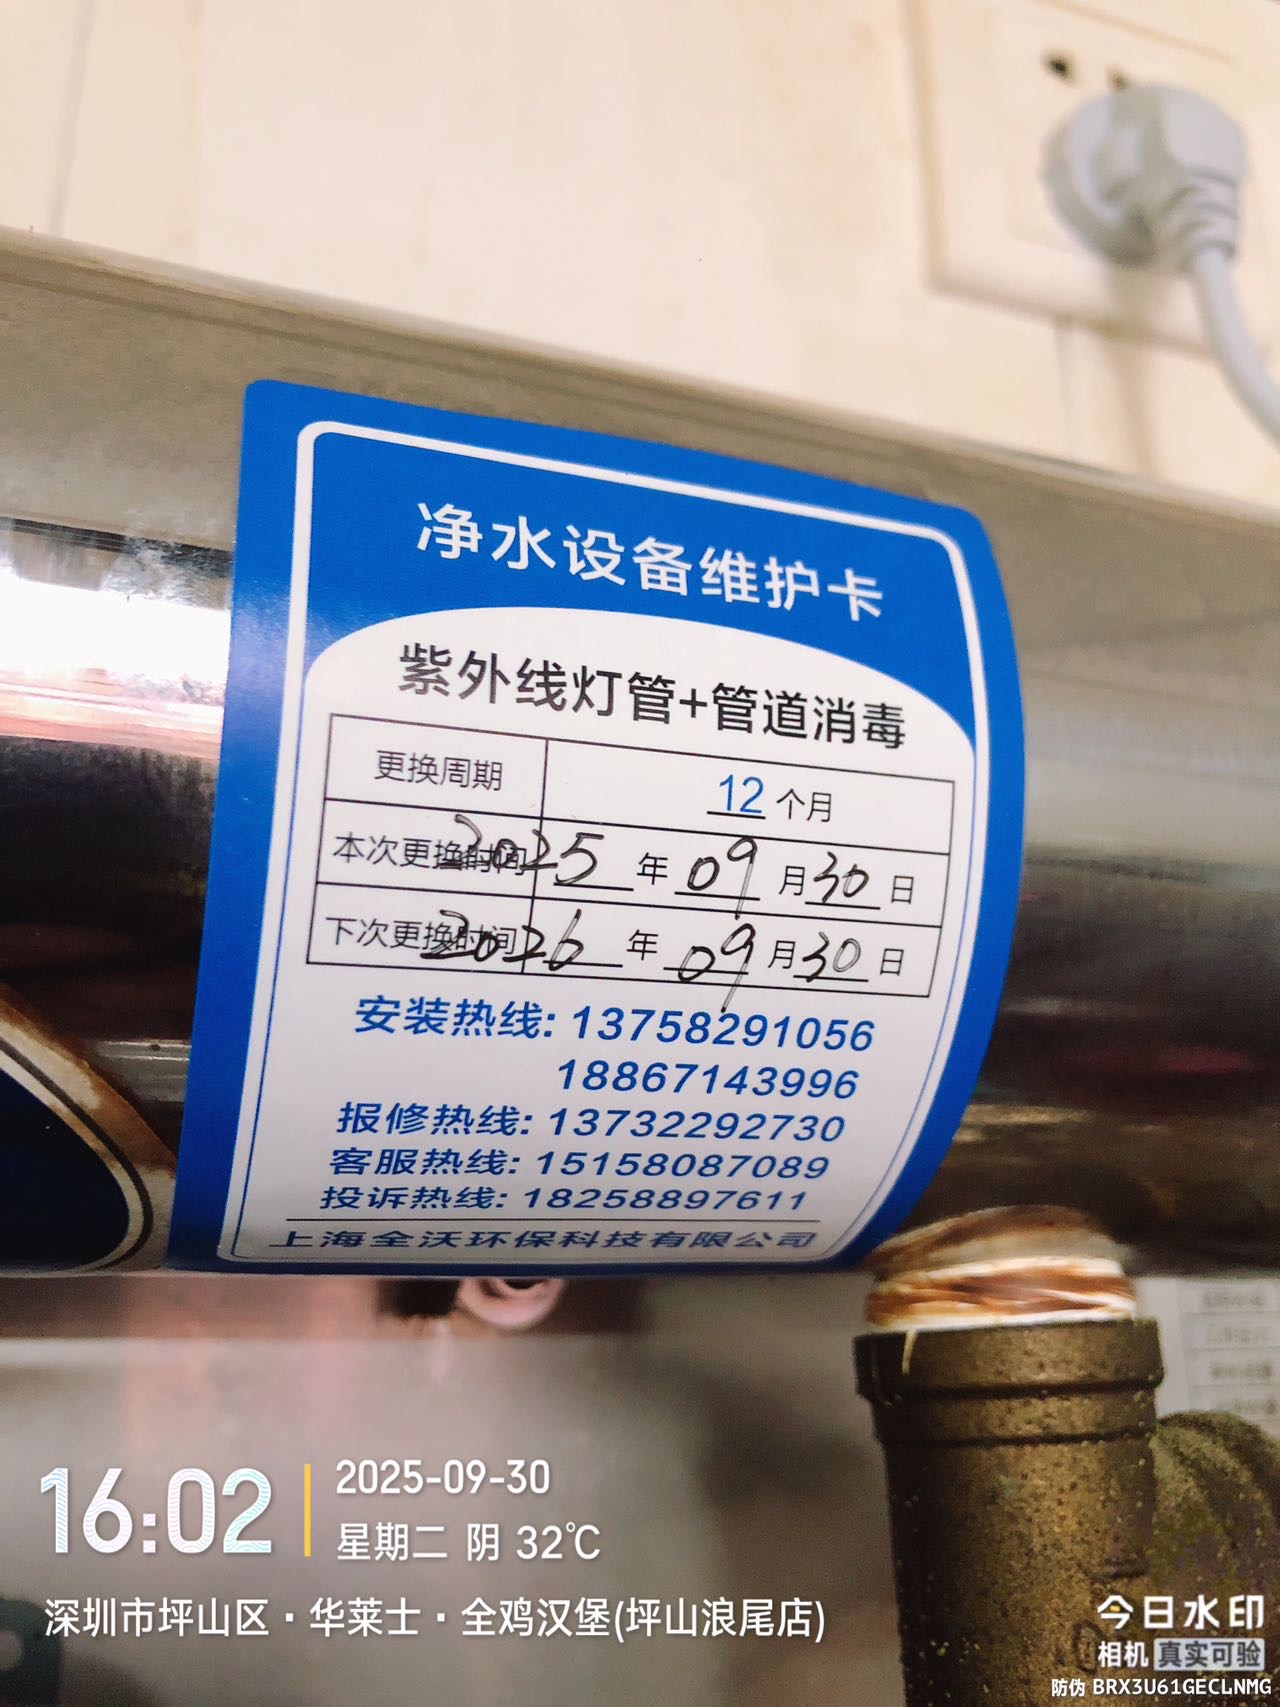 净水设备维护卡
紫外线灯管+管道消毒
更换周期 12 个月
本次更换时间 2025 年 09 月 30 日
下次更换时间 2026 年 09 月 30 日
安装热线: 13758291056
18867143996
报修热线: 13732292730
客服热线: 15158087089
投诉热线: 18258897611
上海全沃环保科技有限公司
16:02
2025-09-30
星期二 阴 32℃
深圳市坪山区·华莱士·全鸡汉堡(坪山浪尾店)
今日水印
相机 真实可验
防伪 BRX3U61GECLNMG